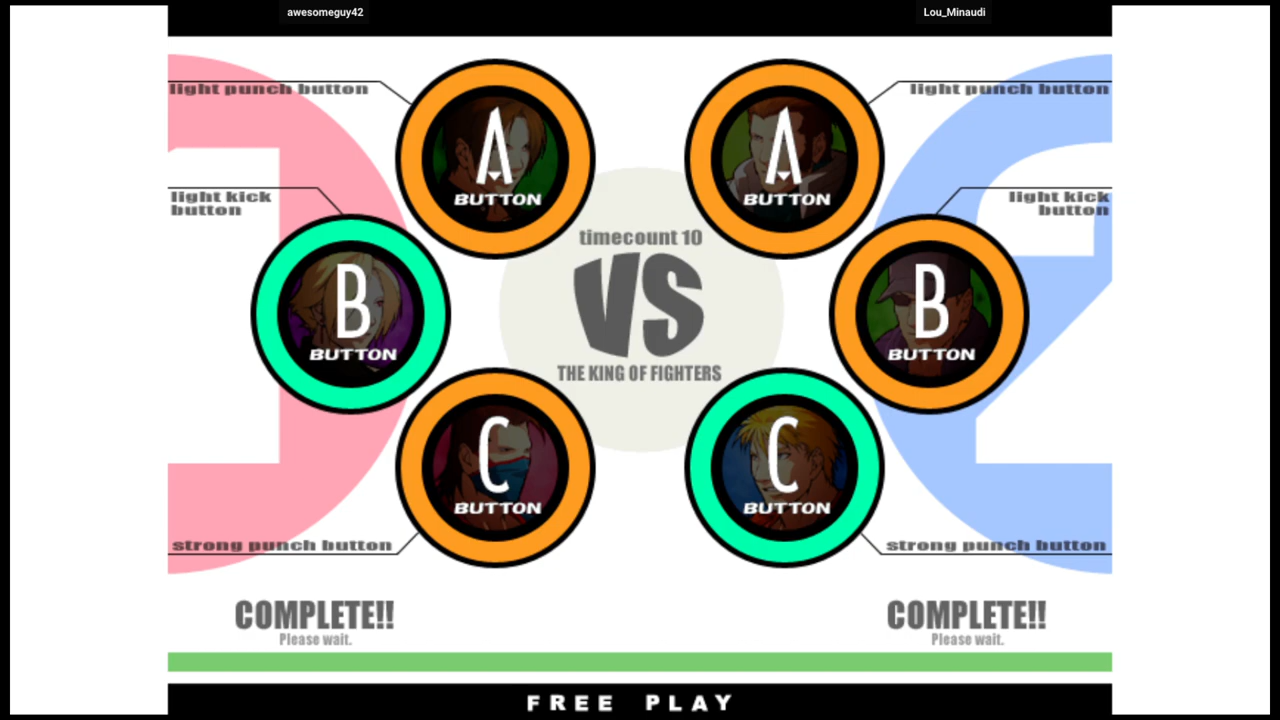 awesomeguy42
Lou_Minaudi
light punch button
light punch button
A
BUTTON
A
BUTTON
light kick
button
light kick
button
1
2
timecount 10
VS
THE KING OF FIGHTERS
B
BUTTON
B
BUTTON
C
BUTTON
C
BUTTON
strong punch button
strong punch button
COMPLETE!!
Please wait.
COMPLETE!!
Please wait.
FREE PLAY